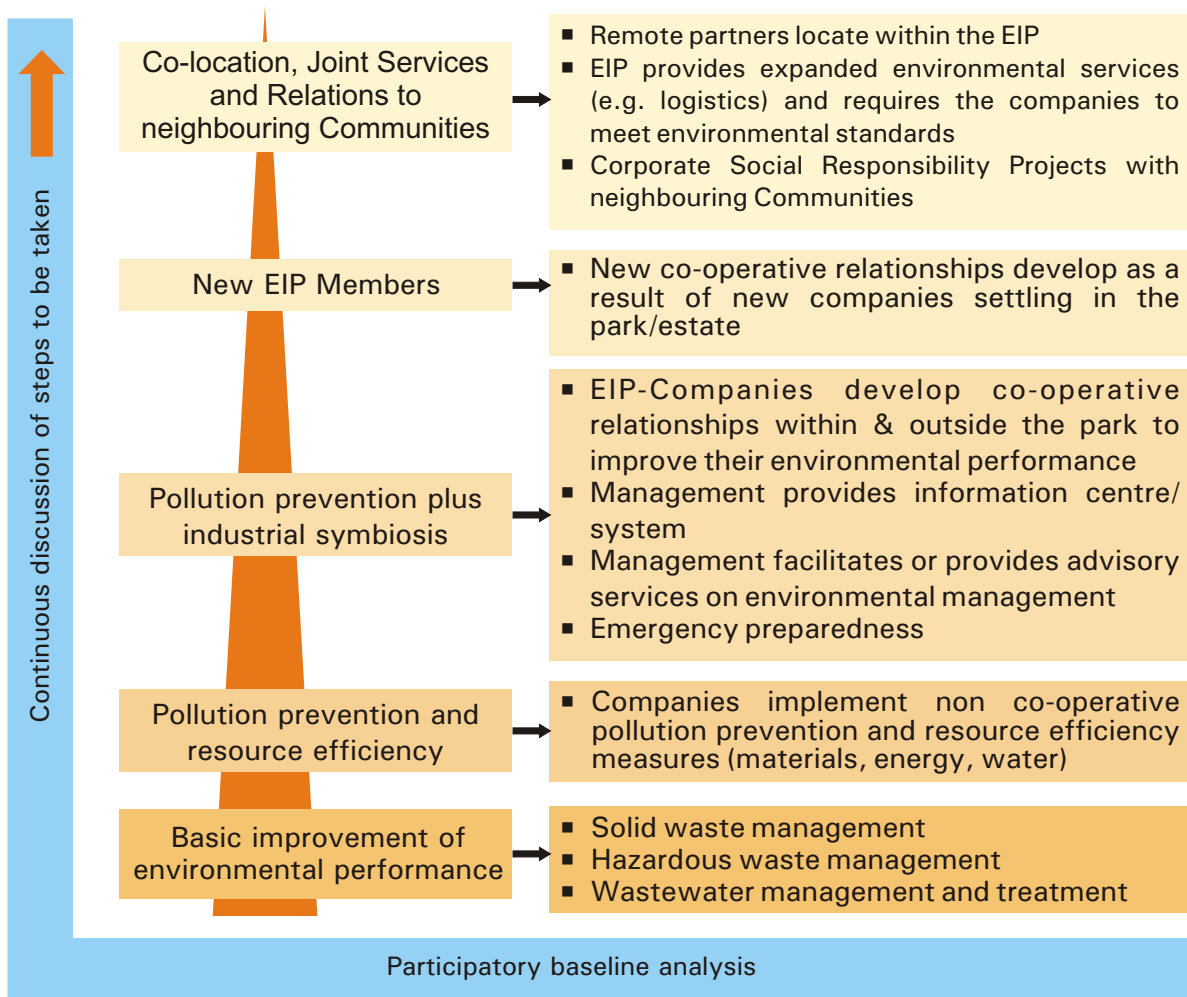 Continuous discussion of steps to be taken
Co-location, Joint Services
and Relations to
neighbouring Communities
▪ Remote partners locate within the EIP
▪ EIP provides expanded environmental services
(e.g. logistics) and requires the companies to
meet environmental standards
▪ Corporate Social Responsibility Projects with
neighbouring Communities
New EIP Members
▪ New co-operative relationships develop as a
result of new companies settling in the
park/estate
Pollution prevention plus
industrial symbiosis
▪ EIP-Companies develop co-operative
relationships within & outside the park to
improve their environmental performance
▪ Management provides information centre/
system
▪ Management facilitates or provides advisory
services on environmental management
▪ Emergency preparedness
Pollution prevention and
resource efficiency
▪ Companies implement non co-operative
pollution prevention and resource efficiency
measures (materials, energy, water)
Basic improvement of
environmental performance
▪ Solid waste management
▪ Hazardous waste management
▪ Wastewater management and treatment
Participatory baseline analysis